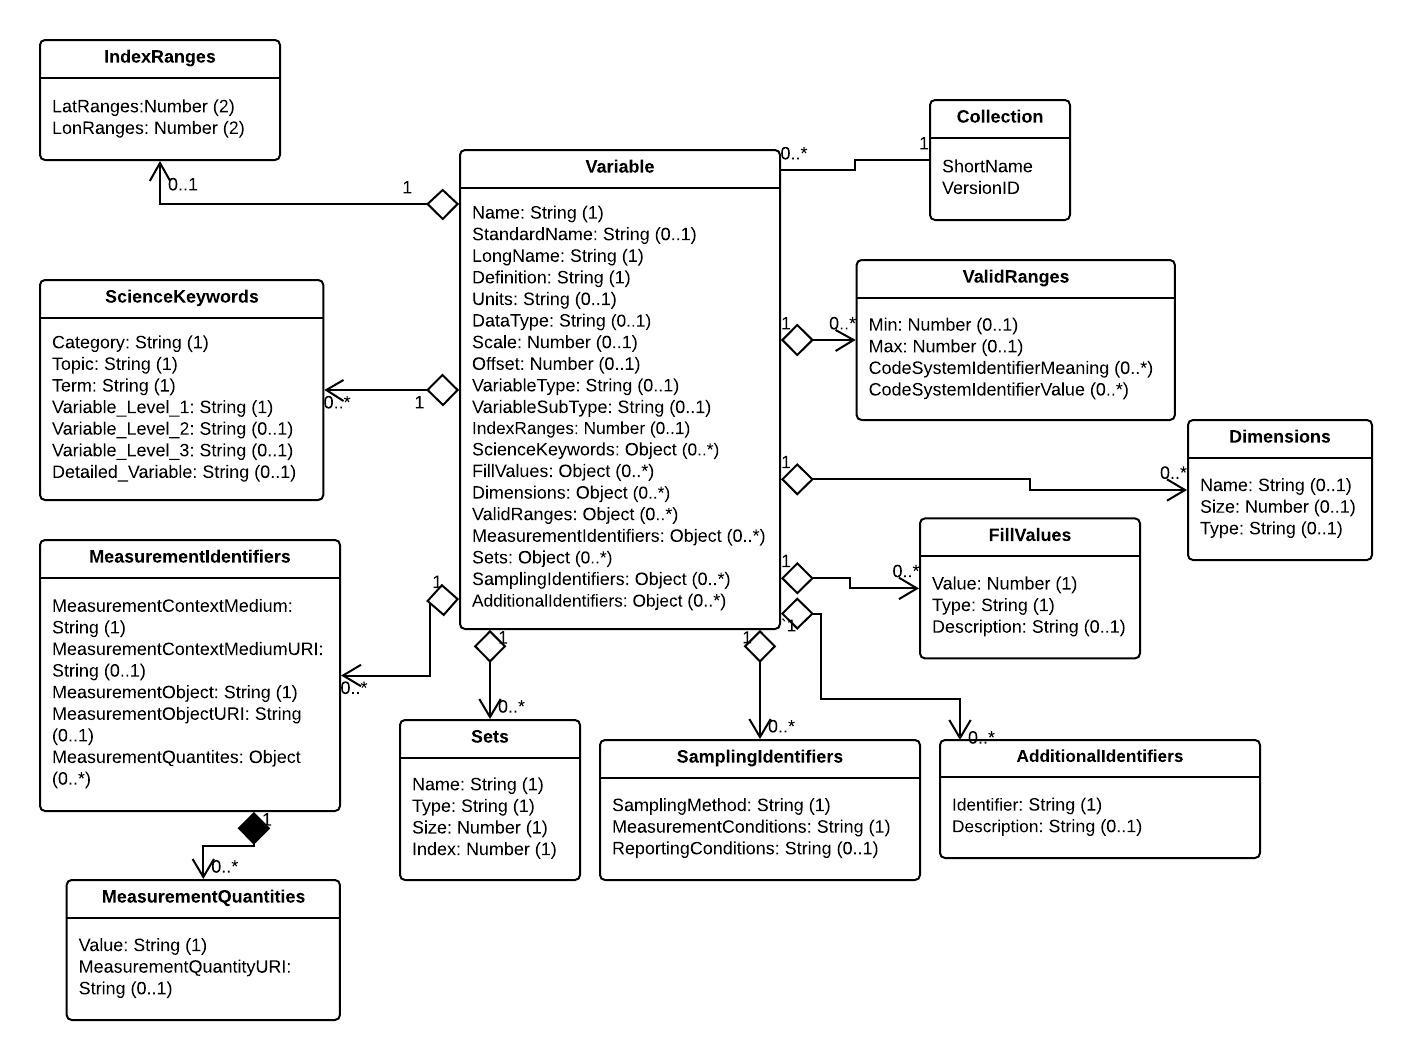 IndexRanges
LatRanges:Number (2)
LonRanges: Number (2)
0..1
1
Collection
ShortName
VersionID
0..*
1
Variable
Name: String (1)
StandardName: String (0..1)
LongName: String (1)
Definition: String (1)
Units: String (0..1)
DataType: String (0..1)
Scale: Number (0..1)
Offset: Number (0..1)
VariableType: String (0..1)
VariableSubType: String (0..1)
IndexRanges: Number (0..1)
ScienceKeywords: Object (0..*)
FillValues: Object (0..*)
Dimensions: Object (0..*)
ValidRanges: Object (0..*)
MeasurementIdentifiers: Object (0..*)
Sets: Object (0..*)
SamplingIdentifiers: Object (0..*)
AdditionalIdentifiers: Object (0..*)
ValidRanges
Min: Number (0..1)
Max: Number (0..1)
CodeSystemIdentifierMeaning (0..*)
CodeSystemIdentifierValue (0..*)
1
0..*
ScienceKeywords
Category: String (1)
Topic: String (1)
Term: String (1)
Variable_Level_1: String (1)
Variable_Level_2: String (0..1)
Variable_Level_3: String (0..1)
Detailed_Variable: String (0..1)
0..*
1
Dimensions
Name: String (0..1)
Size: Number (0..1)
Type: String (0..1)
1
0..*
FillValues
Value: Number (1)
Type: String (1)
Description: String (0..1)
1
0..*
MeasurementIdentifiers
MeasurementContextMedium:
String (1)
MeasurementContextMediumURI:
String (0..1)
MeasurementObject: String (1)
MeasurementObjectURI: String
(0..1)
MeasurementQuantites: Object
(0..*)
1
0..*
1
0..*
Sets
Name: String (1)
Type: String (1)
Size: Number (1)
Index: Number (1)
1
0..*
SamplingIdentifiers
SamplingMethod: String (1)
MeasurementConditions: String (1)
ReportingConditions: String (0..1)
`1
0..*
AdditionalIdentifiers
Identifier: String (1)
Description: String (0..1)
1
0..*
MeasurementQuantities
Value: String (1)
MeasurementQuantityURI:
String (0..1)